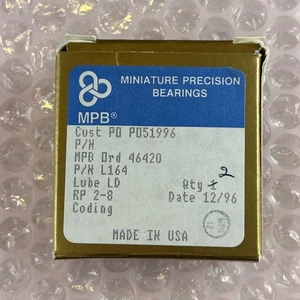 MINIATURE PRECISION
BEARINGS
MPB®
Cust PO PO51996
P/N
MPB Ord 46420
P/N L164
Lube LD Qty 2
RP 2-8 Date 12/96
Coding
MADE IN USA